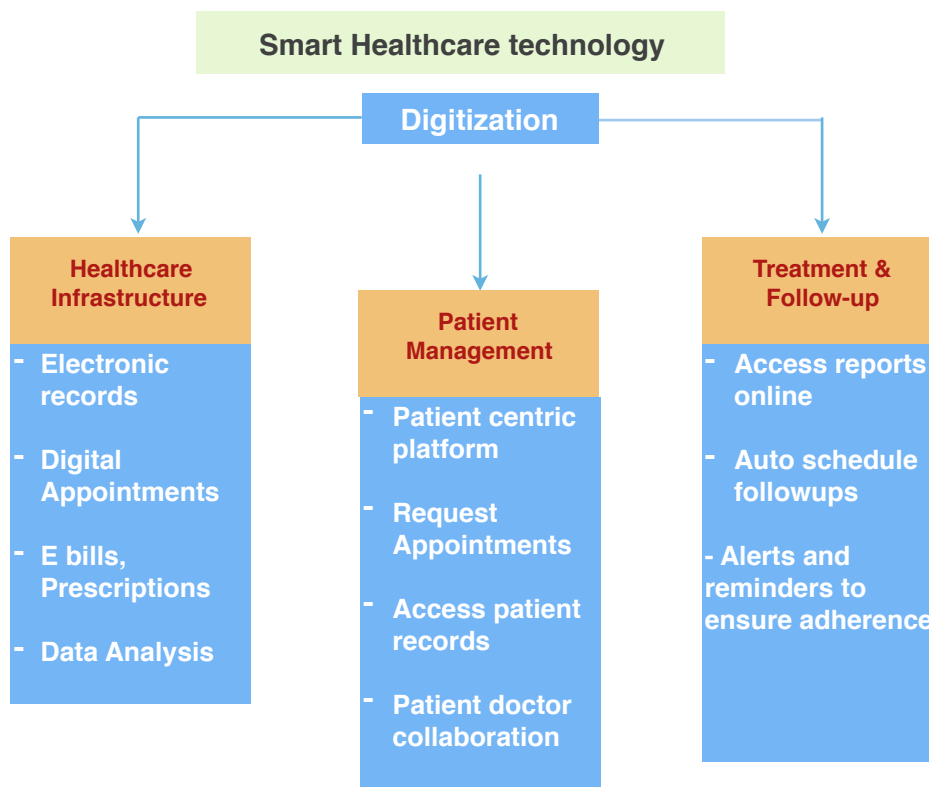 Smart Healthcare technology
Digitization
Healthcare
Infrastructure
- Electronic
records
- Digital
Appointments
- E bills,
Prescriptions
- Data Analysis
Patient
Management
- Patient centric
platform
- Request
Appointments
- Access patient
records
- Patient doctor
collaboration
Treatment &
Follow-up
- Access reports
online
- Auto schedule
followups
- Alerts and
reminders to
ensure adherence